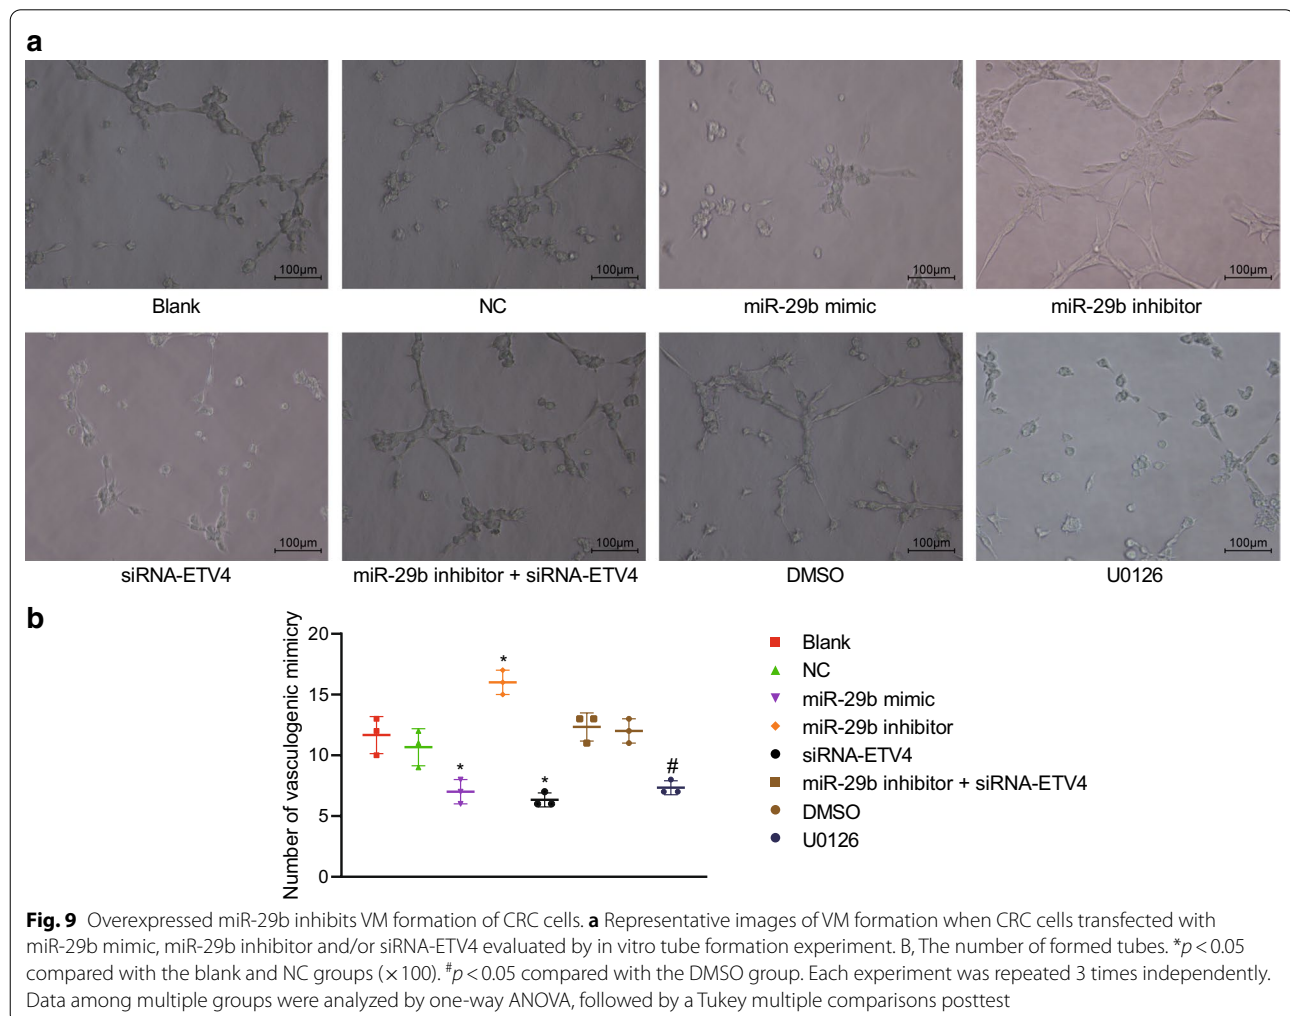 a
100µm
100µm
100µm
100µm
Blank
NC
miR-29b mimic
miR-29b inhibitor
100µm
100µm
100µm
100µm
siRNA-ETV4
miR-29b inhibitor + siRNA-ETV4
DMSO
U0126
b
Number of vasculogenic mimicry
20
15
10
5
0
*
*
*
#
Blank
NC
miR-29b mimic
miR-29b inhibitor
siRNA-ETV4
miR-29b inhibitor + siRNA-ETV4
DMSO
U0126
Fig. 9 Overexpressed miR-29b inhibits VM formation of CRC cells. a Representative images of VM formation when CRC cells transfected with
miR-29b mimic, miR-29b inhibitor and/or siRNA-ETV4 evaluated by in vitro tube formation experiment. B, The number of formed tubes. *p < 0.05
compared with the blank and NC groups (× 100). #p < 0.05 compared with the DMSO group. Each experiment was repeated 3 times independently.
Data among multiple groups were analyzed by one-way ANOVA, followed by a Tukey multiple comparisons posttest